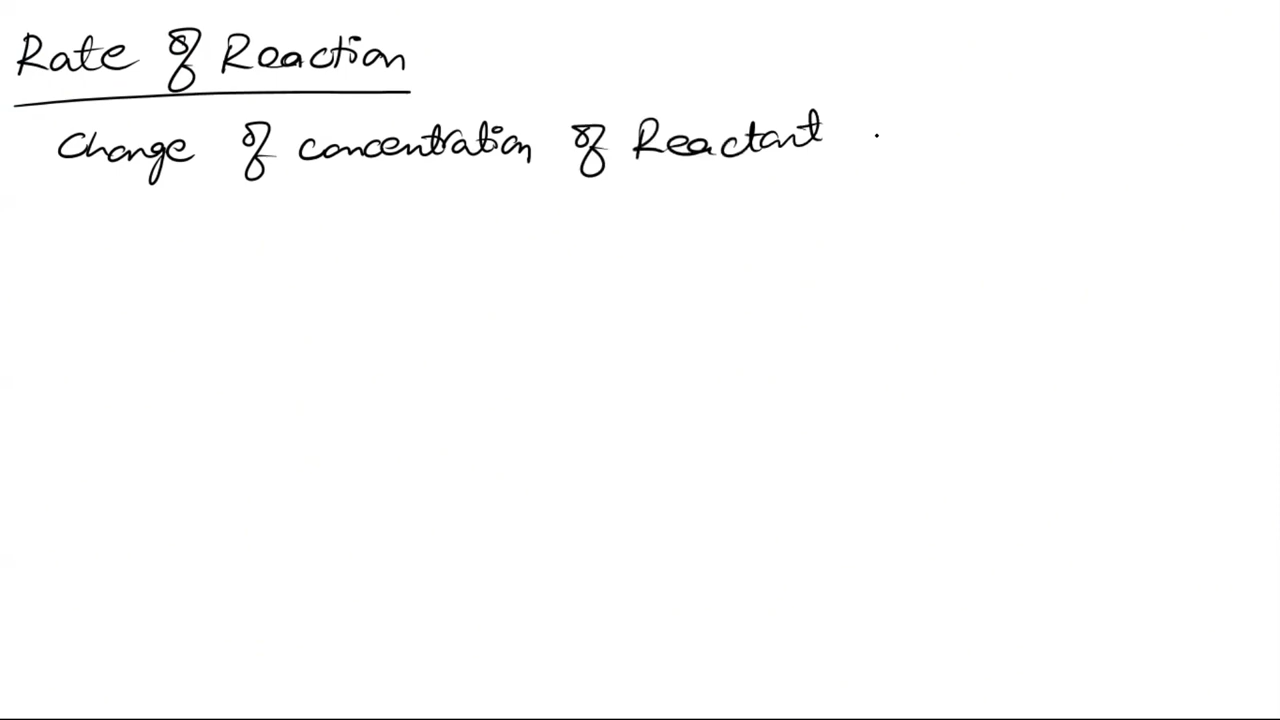 Rate of Reaction
Change of concentration of Reactant